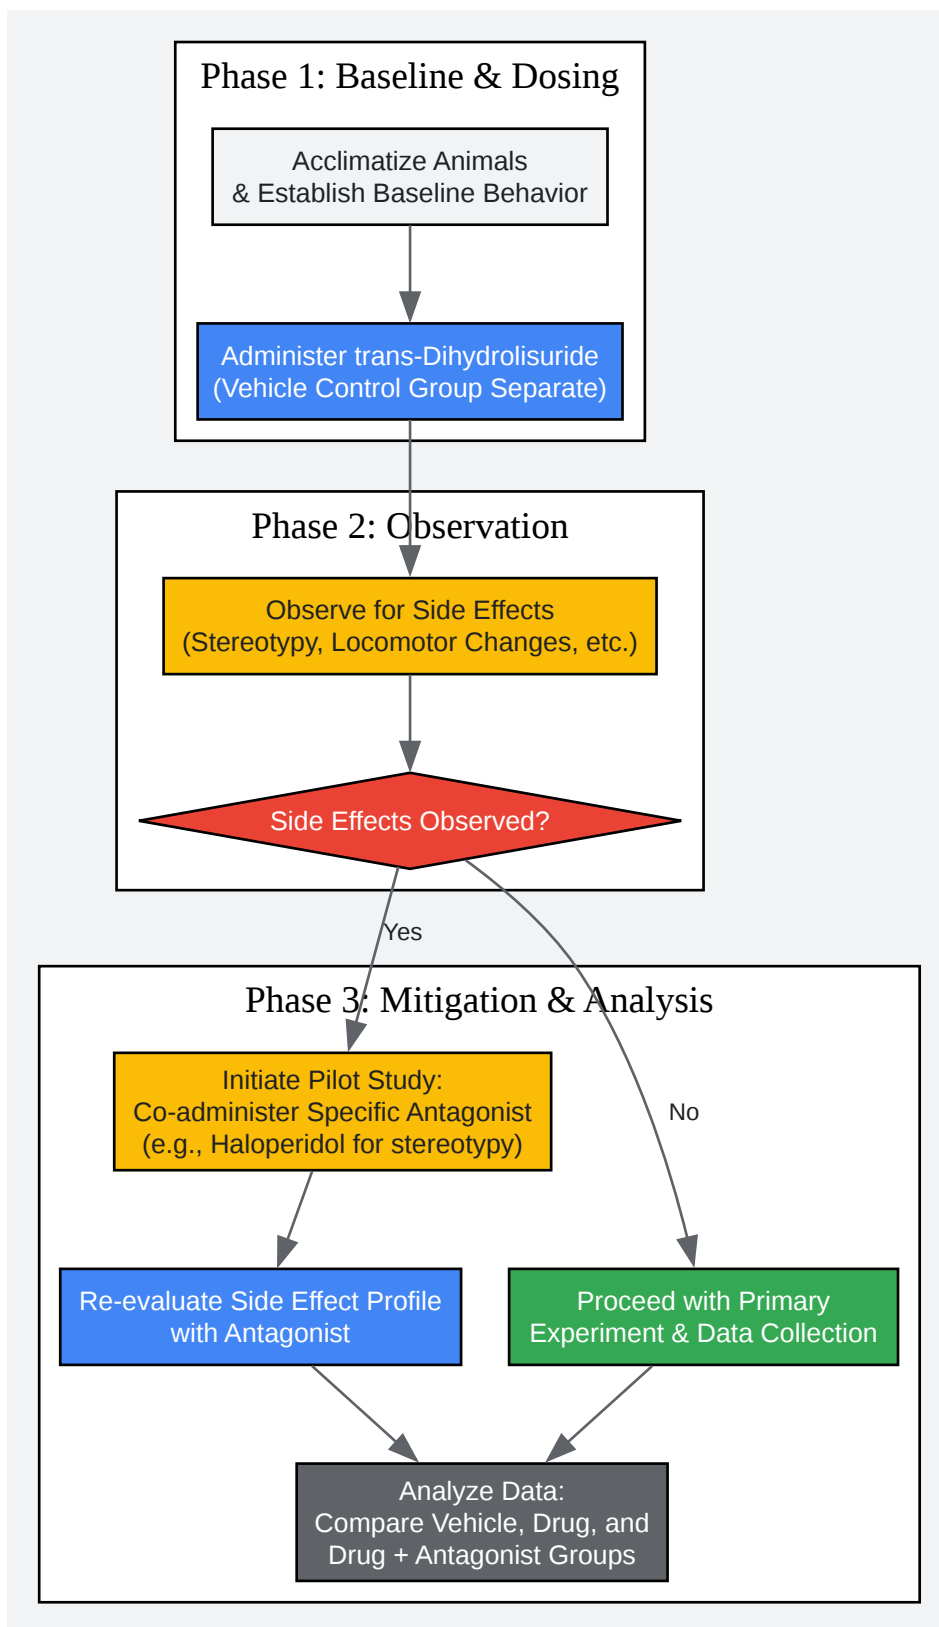 Phase 1: Baseline & Dosing
Acclimatize Animals
& Establish Baseline Behavior
Administer trans-Dihydrolisuride
(Vehicle Control Group Separate)
Phase 2: Observation
Observe for Side Effects
(Stereotypy, Locomotor Changes, etc.)
Side Effects Observed?
Yes
Phase 3: Mitigation & Analysis
Initiate Pilot Study:
Co-administer Specific Antagonist
(e.g., Haloperidol for stereotypy)
No
Re-evaluate Side Effect Profile
with Antagonist
Proceed with Primary
Experiment & Data Collection
Analyze Data:
Compare Vehicle, Drug, and
Drug + Antagonist Groups